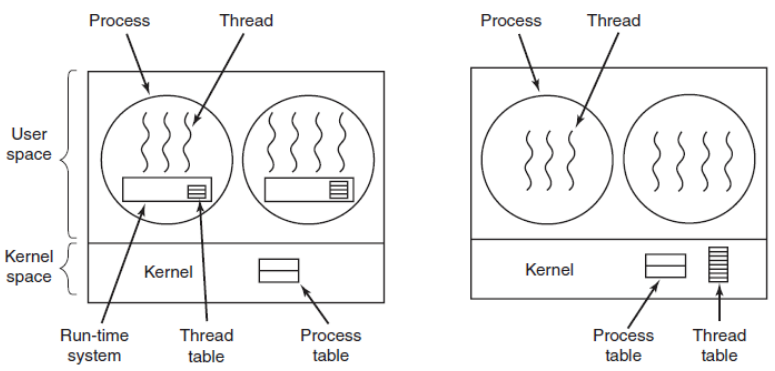 Process
Thread
User
space
Kernel
space
Kernel
Run-time
system
Thread
table
Process
table
Process
Thread
Kernel
Process
table
Thread
table